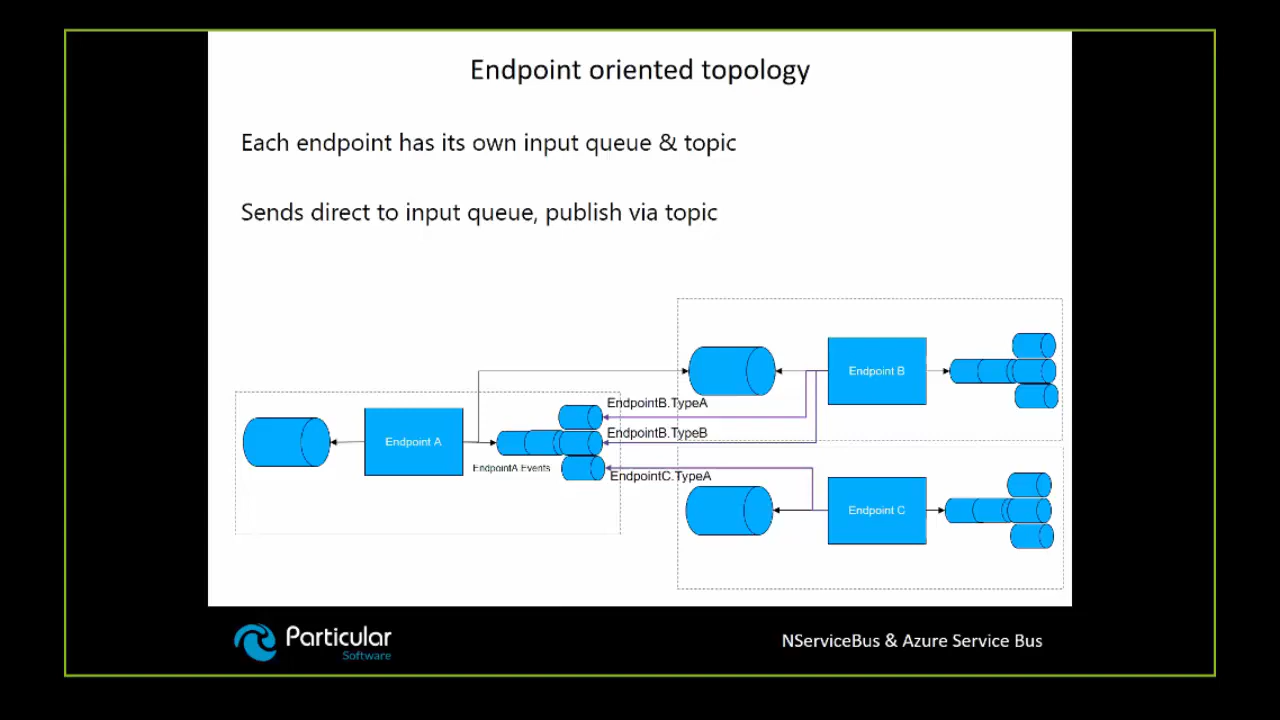 Endpoint oriented topology
Each endpoint has its own input queue & topic
Sends direct to input queue, publish via topic
Endpoint B
EndpointB.TypeA
EndpointB.TypeB
Endpoint A
EndpointA.Events
EndpointC.TypeA
Endpoint C
Particular
Software
NServiceBus & Azure Service Bus